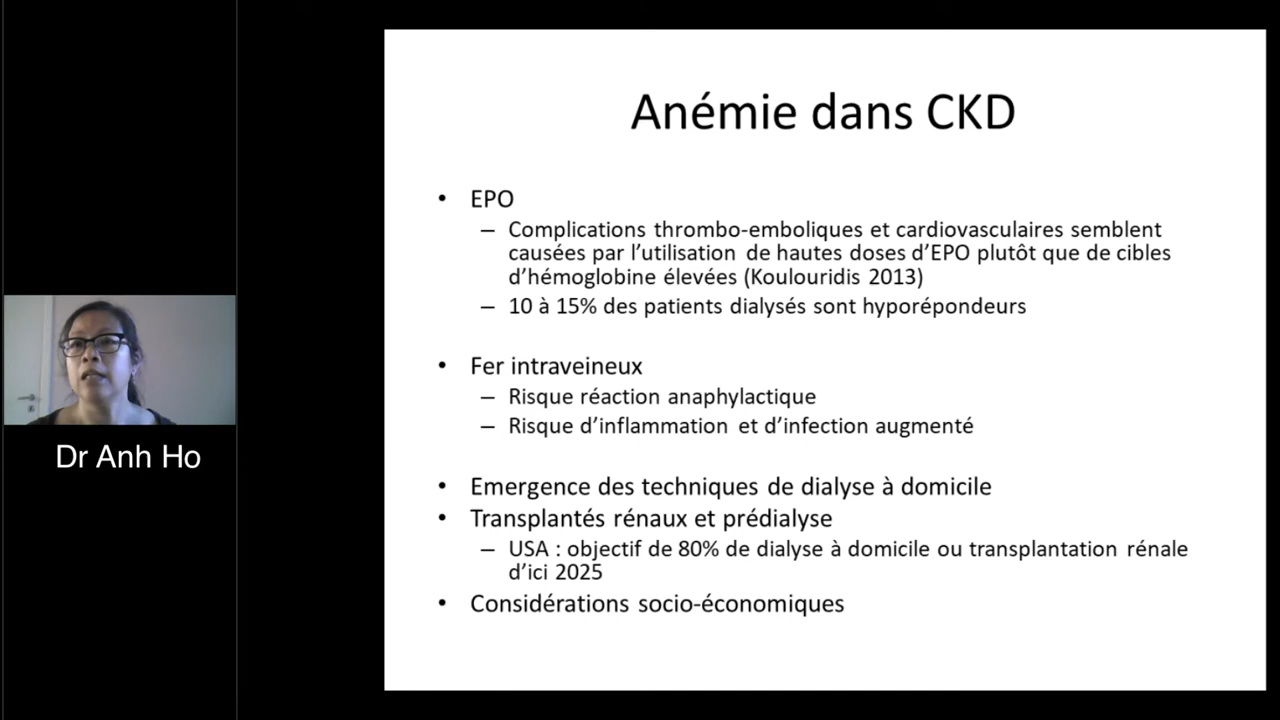 Anémie dans CKD
• EPO
– Complications thrombo-emboliques et cardiovasculaires semblent
causées par l’utilisation de hautes doses d’EPO plutôt que de cibles
d’hémoglobine élevées (Koulouridis 2013)
– 10 à 15% des patients dialysés sont hyporépondeurs
• Fer intraveineux
– Risque réaction anaphylactique
– Risque d’inflammation et d’infection augmenté
• Emergence des techniques de dialyse à domicile
• Transplantés rénaux et prédialyse
– USA : objectif de 80% de dialyse à domicile ou transplantation rénale
d’ici 2025
• Considérations socio-économiques
Dr Anh Ho